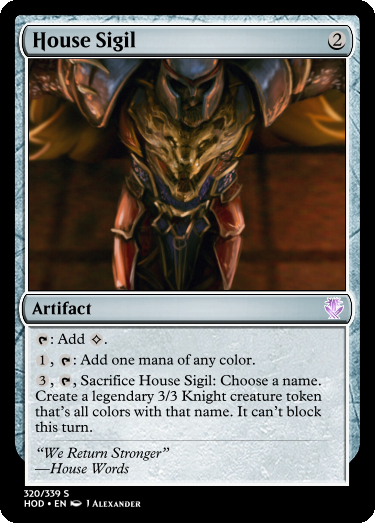 House Sigil 2
Artifact
: Add .
1, : Add one mana of any color.
3, , Sacrifice House Sigil: Choose a name.
Create a legendary 3/3 Knight creature token
that's all colors with that name. It can't block
this turn.
“We Return Stronger”
—House Words
320/339 S
HOD • EN J Alexander